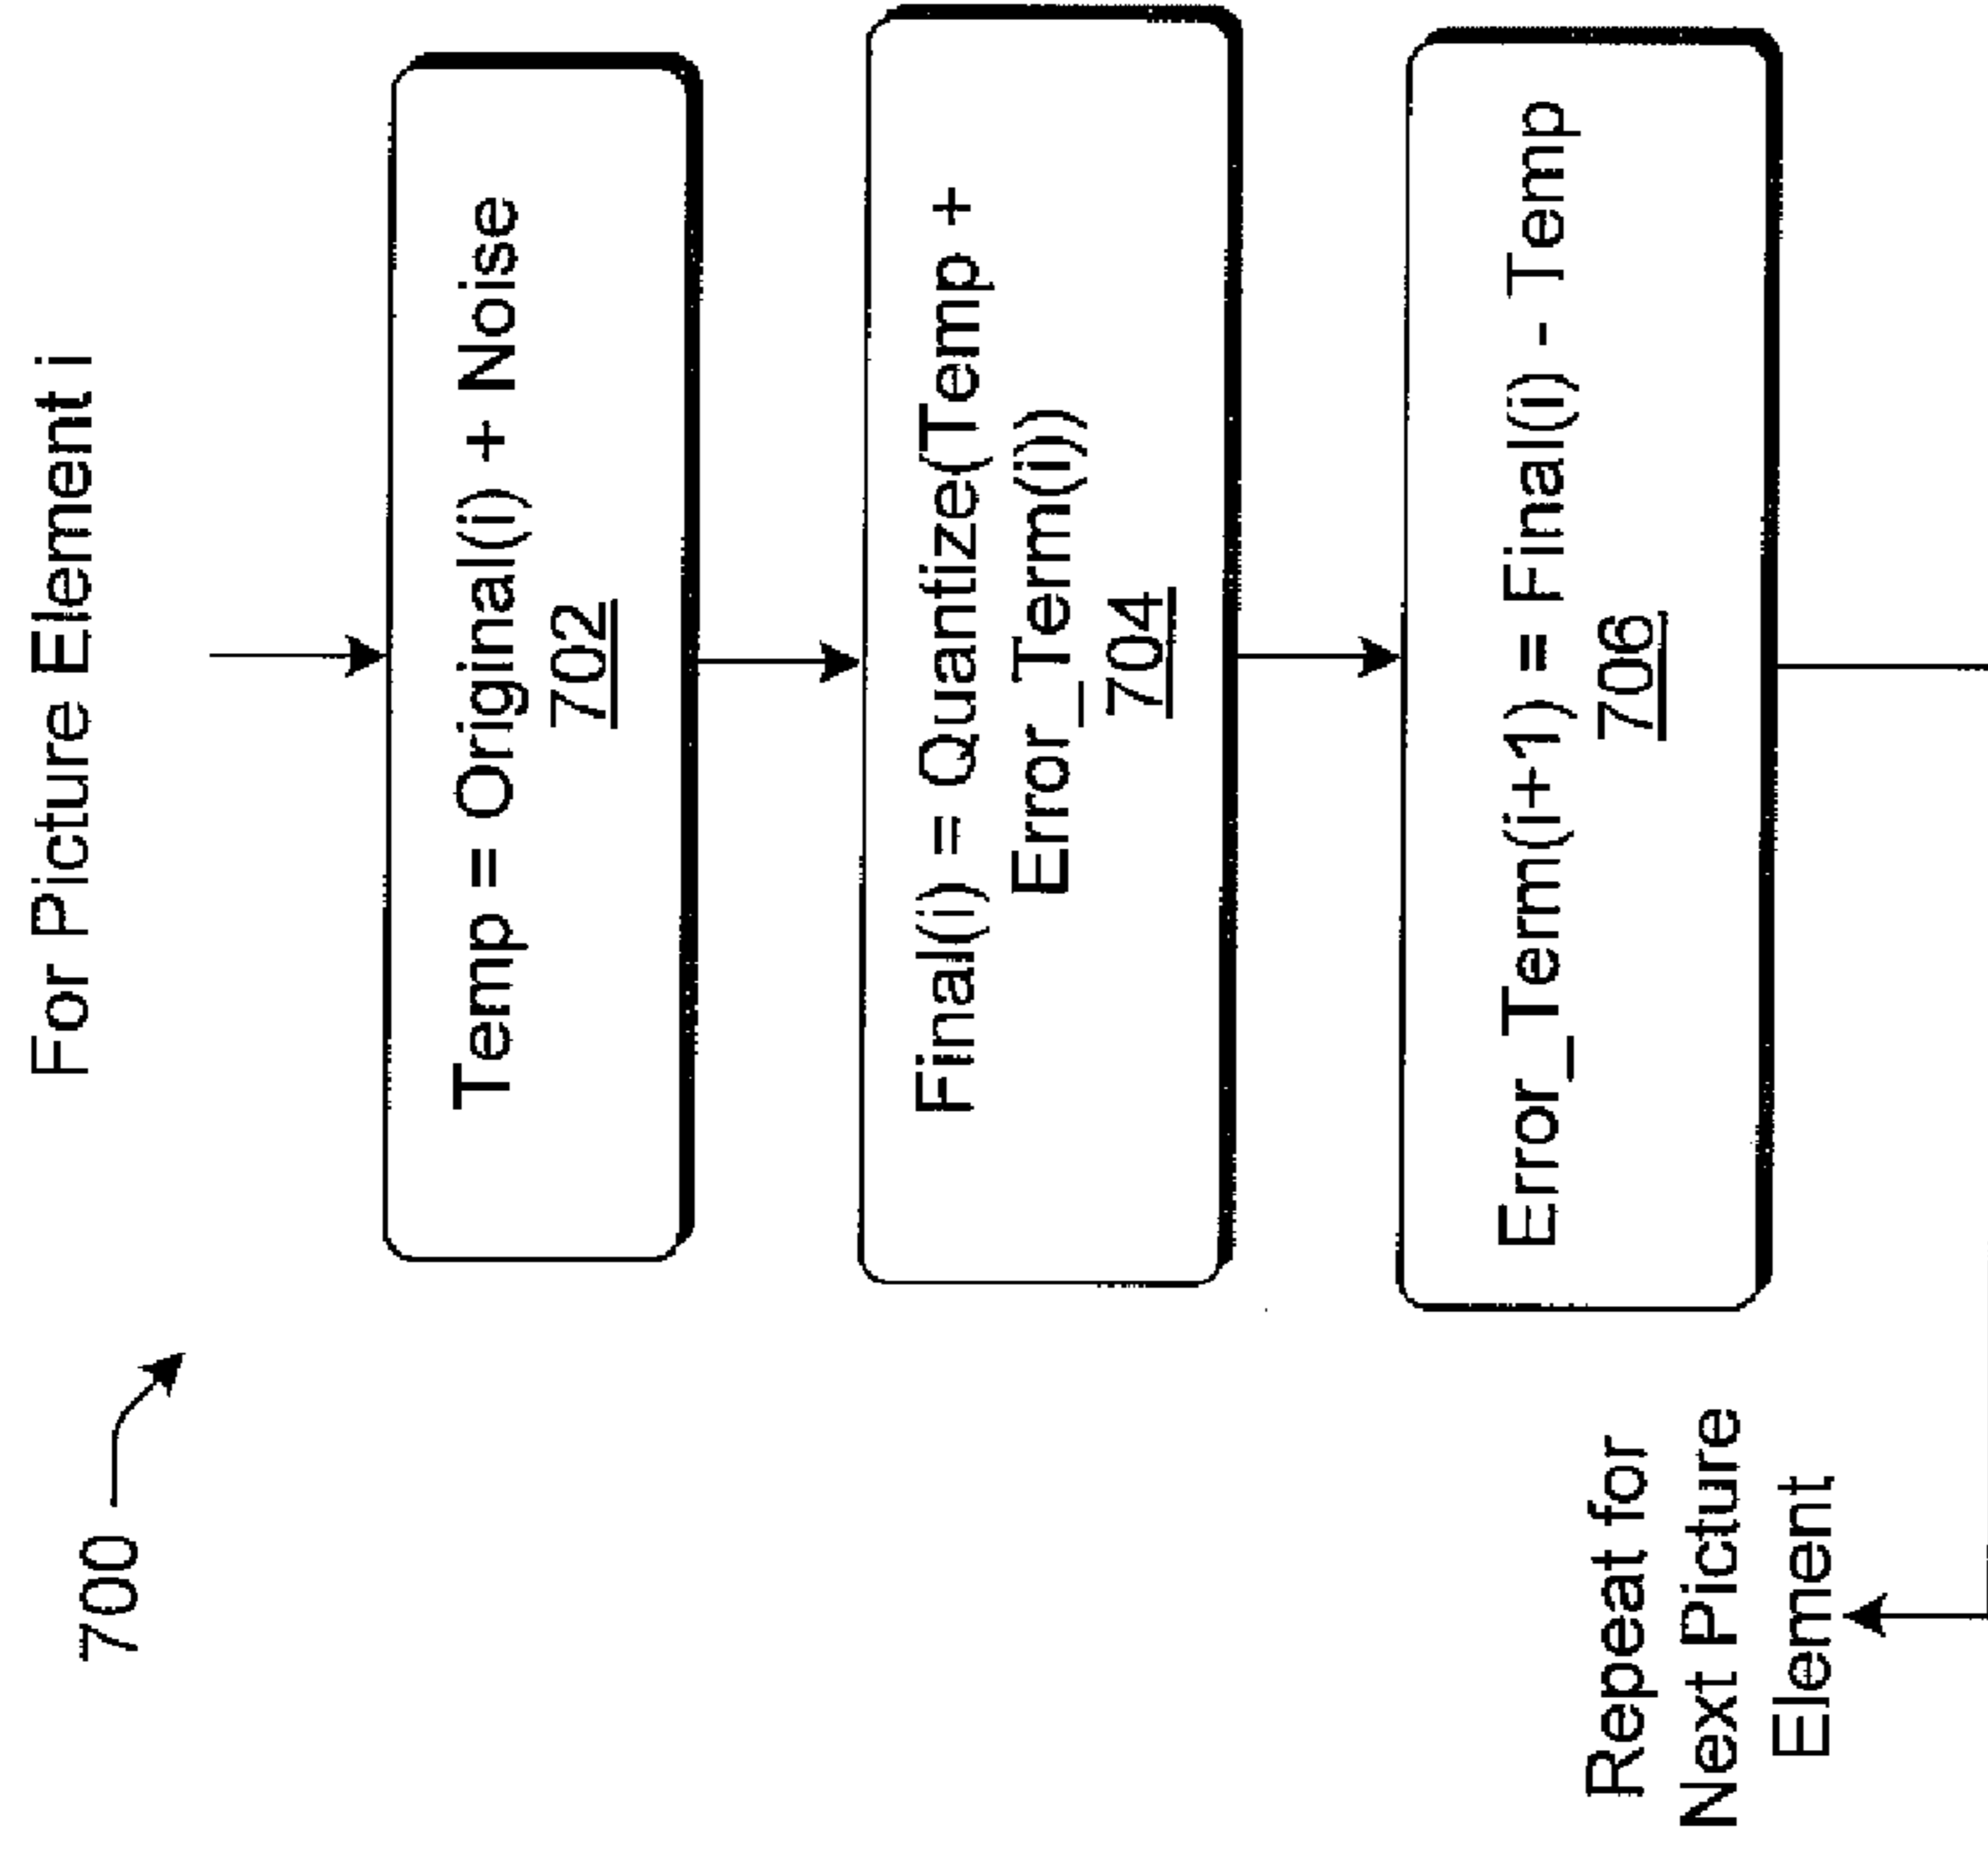 700
For Picture Element i
Temp = Original(i) + Noise
702
Final(i) = Quantize(Temp +
Error_Term(i))
704
Error_Term(i+1) = Final(i) - Temp
706
Repeat for
Next Picture
Element